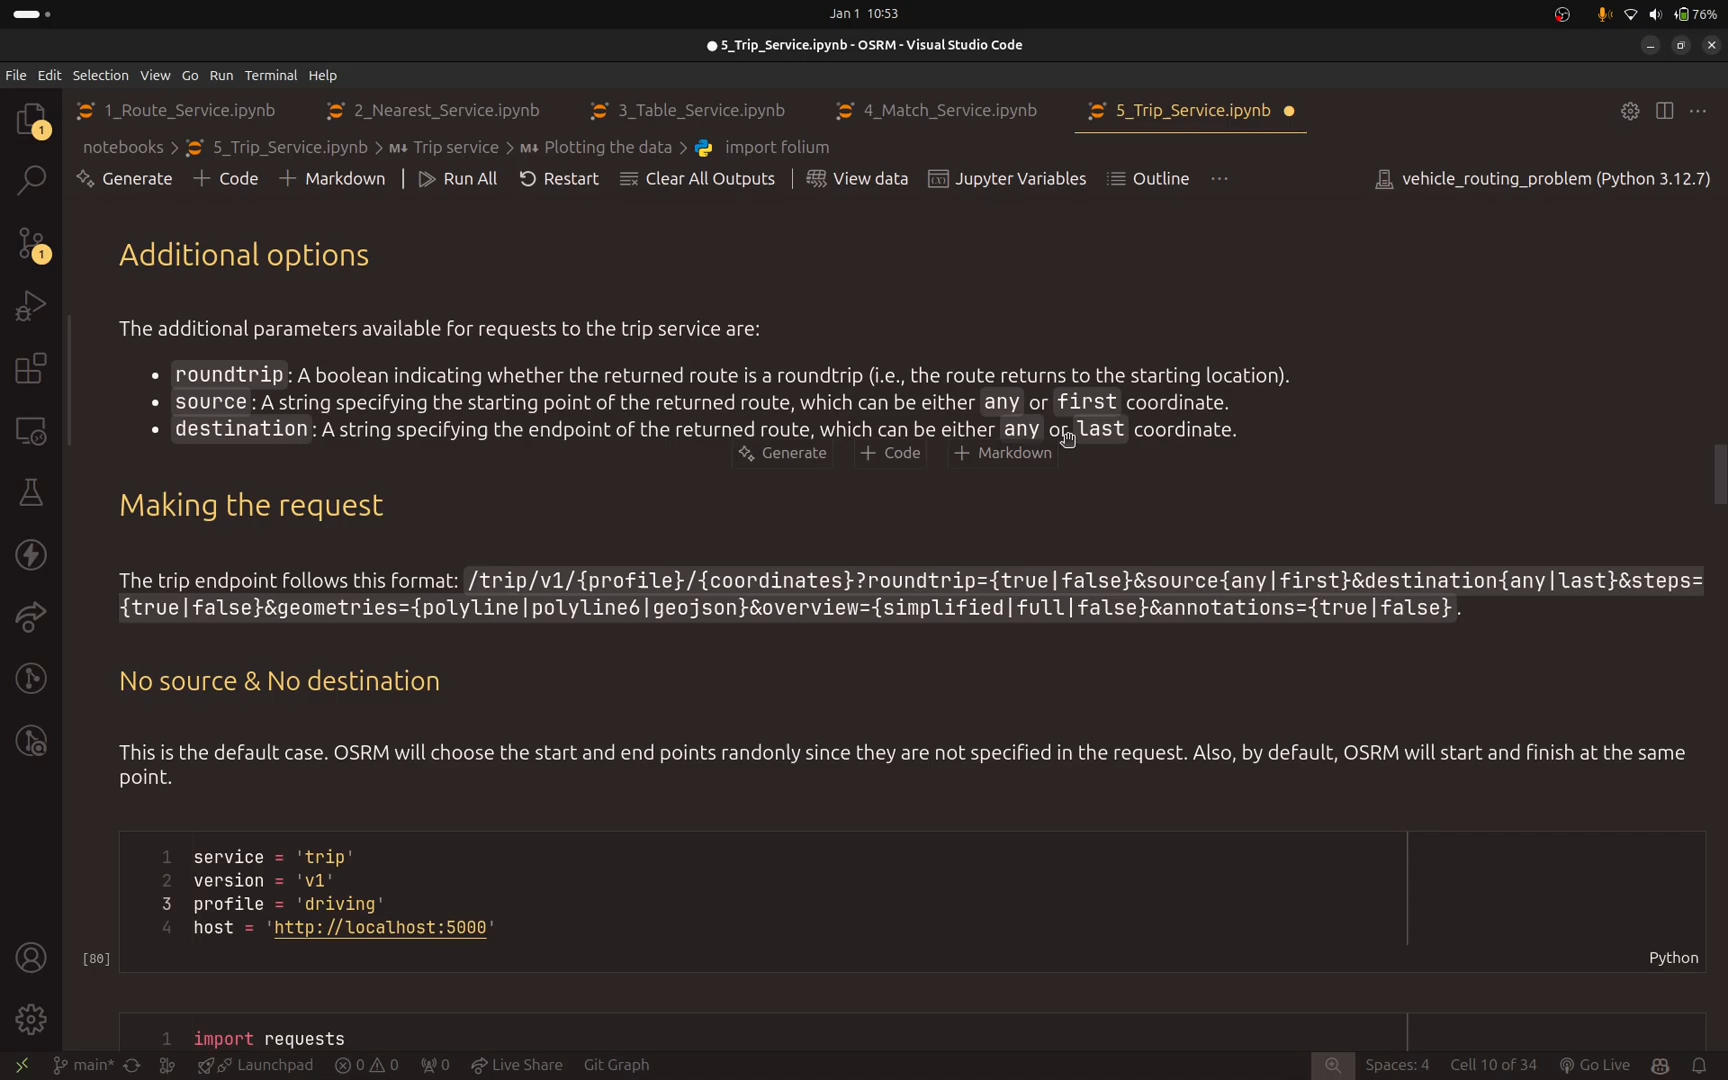 Jan 1 10:53
76%
5_Trip_Service.ipynb - OSRM - Visual Studio Code
File Edit Selection View Go Run Terminal Help
1_Route_Service.ipynb 2_Nearest_Service.ipynb 3_Table_Service.ipynb 4_Match_Service.ipynb 5_Trip_Service.ipynb
1
notebooks > 5_Trip_Service.ipynb > M↓ Trip service > M↓ Plotting the data > import folium
Generate + Code + Markdown | Run All Restart Clear All Outputs | View data Jupyter Variables Outline ··· vehicle_routing_problem (Python 3.12.7)
1
Additional options
The additional parameters available for requests to the trip service are:
• roundtrip: A boolean indicating whether the returned route is a roundtrip (i.e., the route returns to the starting location).
• source: A string specifying the starting point of the returned route, which can be either any or first coordinate.
• destination: A string specifying the endpoint of the returned route, which can be either any or last coordinate.
Generate + Code + Markdown
Making the request
The trip endpoint follows this format: /trip/v1/{profile}/{coordinates}?roundtrip={true|false}&source{any|first}&destination{any|last}&steps=
{true|false}&geometries={polyline|polyline6|geojson}&overview={simplified|full|false}&annotations={true|false}.
No source & No destination
This is the default case. OSRM will choose the start and end points randonly since they are not specified in the request. Also, by default, OSRM will start and finish at the same
point.
1 service = 'trip'
2 version = 'v1'
3 profile = 'driving'
4 host = 'http://localhost:5000'
[80] Python
1 import requests
main* Launchpad 0 0 0 Live Share Git Graph Spaces: 4 Cell 10 of 34 Go Live